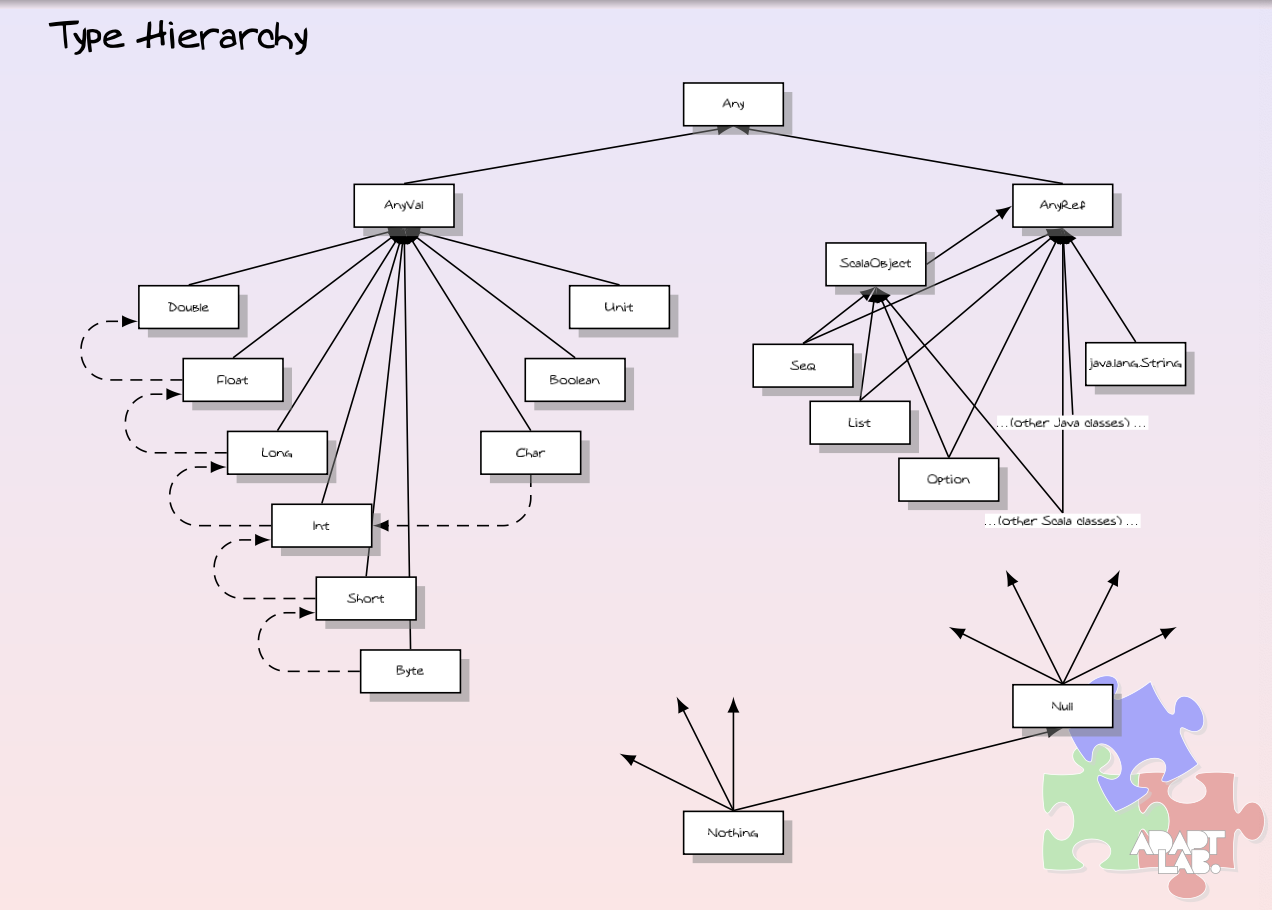 Type Hierarchy
Any
AnyVal
AnyRef
ScalaObject
Double
Unit
Seq
java.lang.String
Float
Boolean
List
...(other Java classes)...
Long
Char
Option
Int
...(other Scala classes)...
Short
Byte
Null
Nothing
ADAPT
LAB.